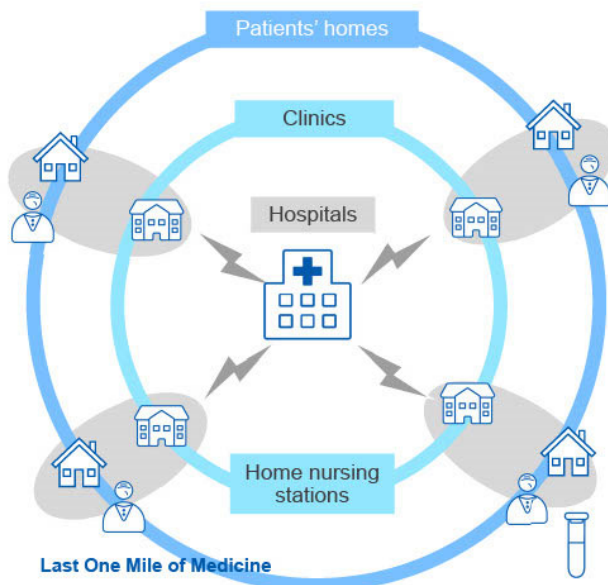 Patients' homes
Clinics
Hospitals
Home nursing
stations
Last One Mile of Medicine